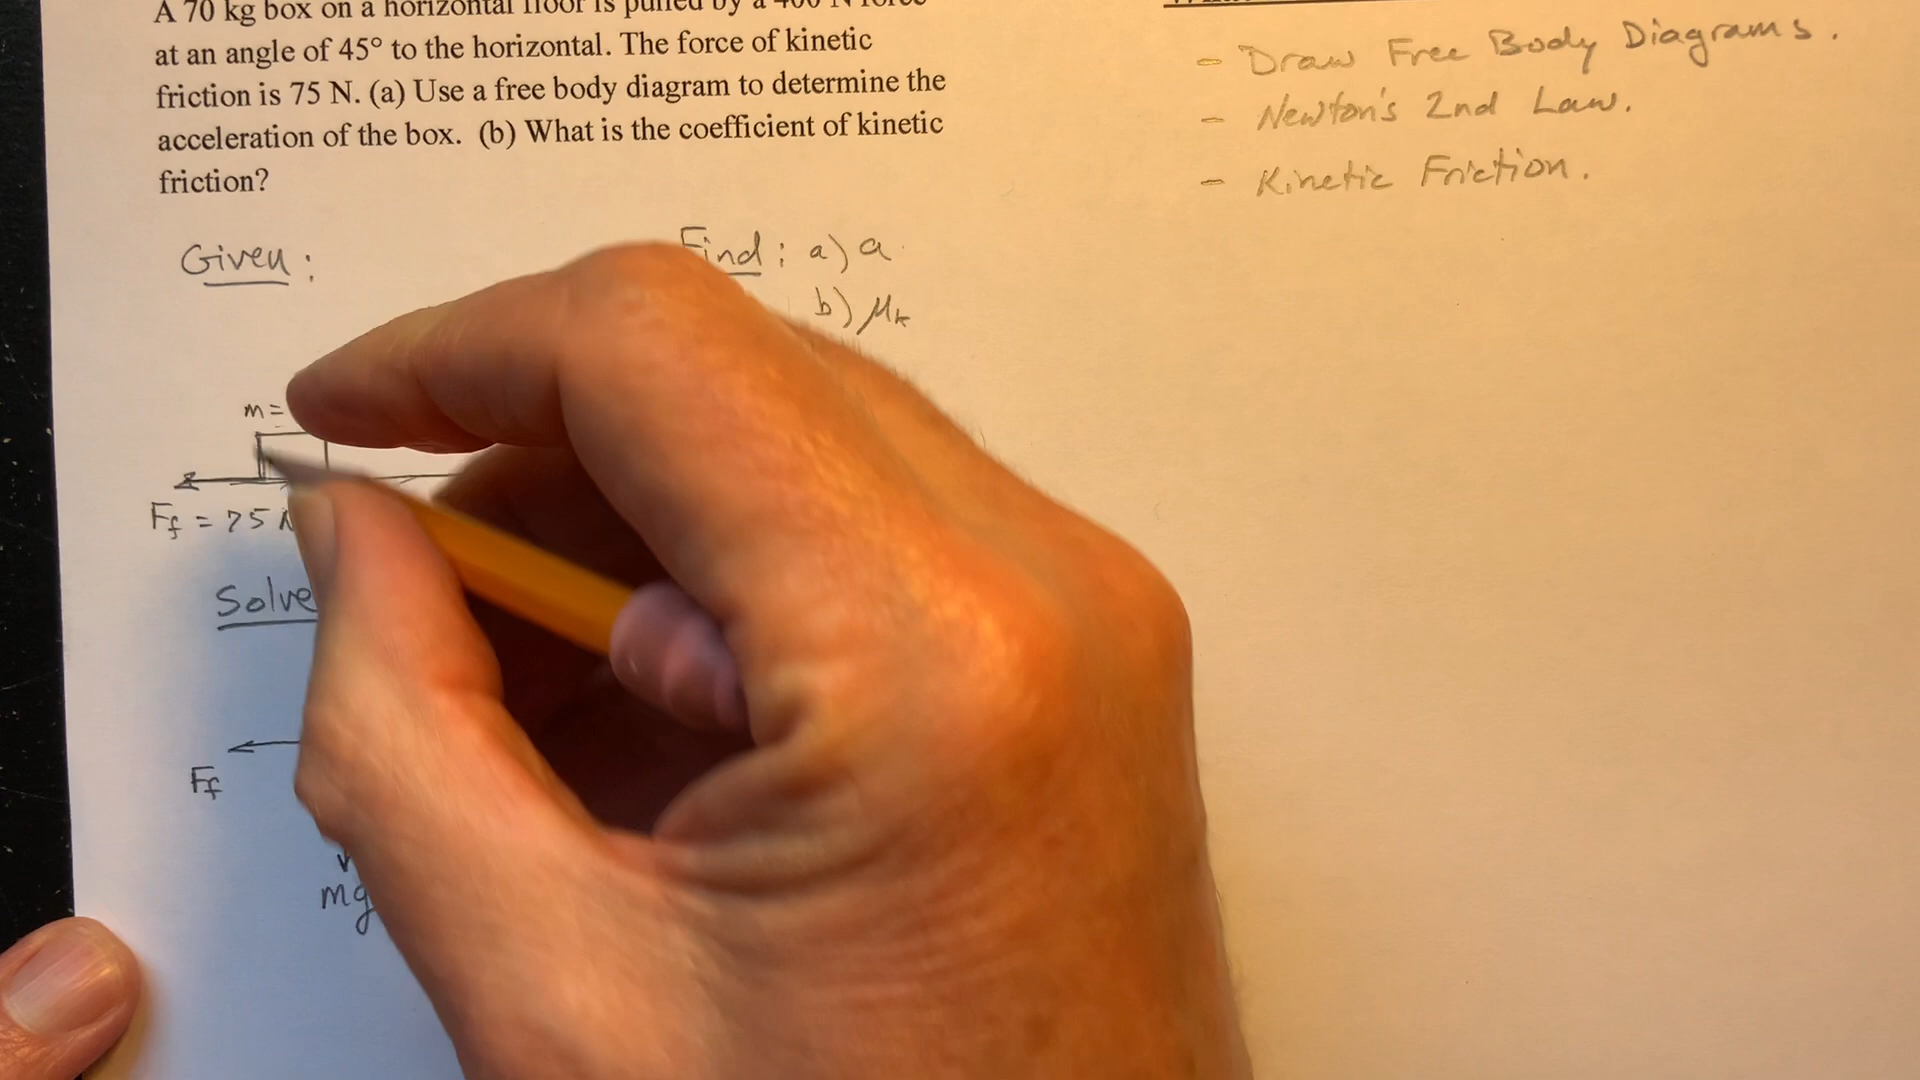 A 70 kg box on a horizontal floor is pulled by a 400 N force
at an angle of 45° to the horizontal. The force of kinetic
friction is 75 N. (a) Use a free body diagram to determine the
acceleration of the box. (b) What is the coefficient of kinetic
friction?
- Draw Free Body Diagrams.
- Newton's 2nd Law.
- Kinetic Friction.
Given:
Find: a) a
b) μk
m=
Ff = 75 N
Solve
Ff
mg